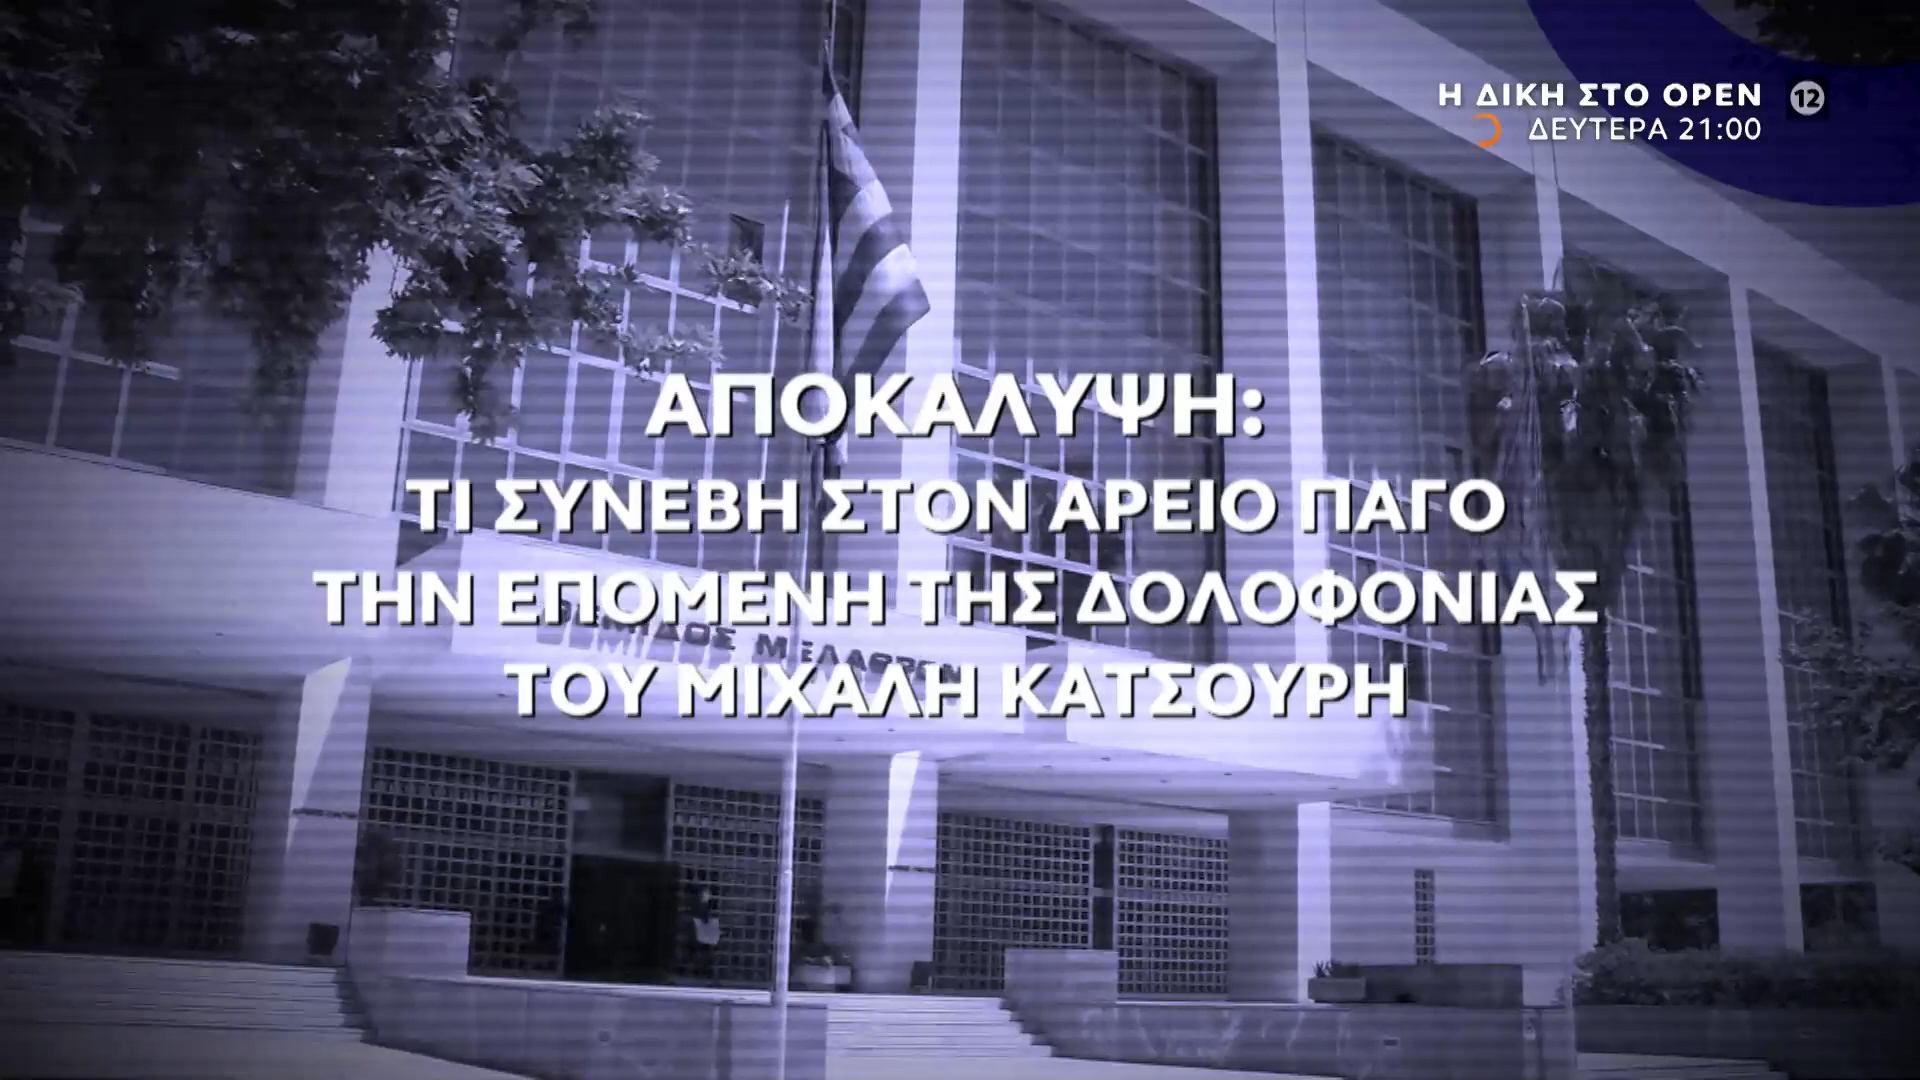 Η ΔΙΚΗ ΣΤΟ OPEN 12
ΔΕΥΤΕΡΑ 21:00
ΑΠΟΚΑΛΥΨΗ:
ΤΙ ΣΥΝΕΒΗ ΣΤΟΝ ΑΡΕΙΟ ΠΑΓΟ
ΤΗΝ ΕΠΟΜΕΝΗ ΤΗΣ ΔΟΛΟΦΟΝΙΑΣ
ΤΟΥ ΜΙΧΑΛΗ ΚΑΤΣΟΥΡΗ